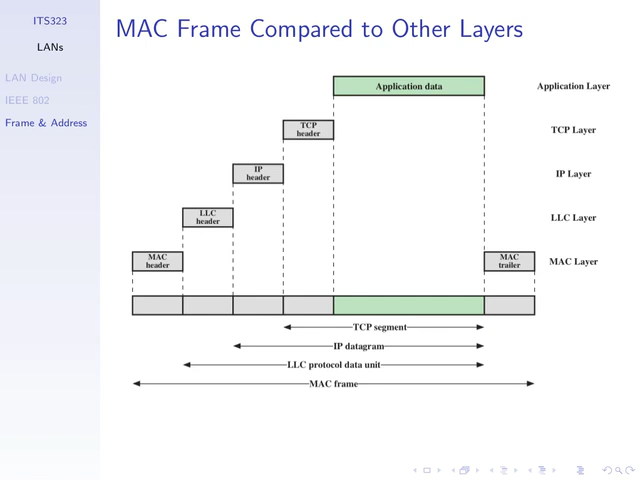 ITS323
LANs
LAN Design
IEEE 802
Frame & Address
MAC Frame Compared to Other Layers
Application data
Application Layer
TCP
header
TCP Layer
IP
header
IP Layer
LLC
header
LLC Layer
MAC
header
MAC
trailer
MAC Layer
TCP segment
IP datagram
LLC protocol data unit
MAC frame